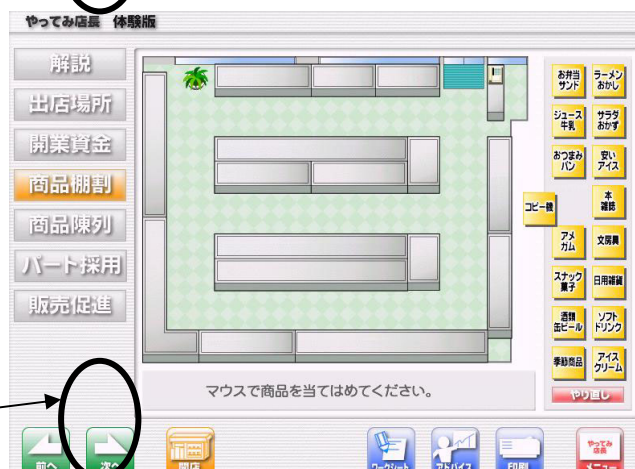 やってみ店長 体験版
解説
出店場所
開業資金
商品棚割
商品陳列
パート採用
販売促進
お弁当
サンド
ラーメン
おかし
ジュース
牛乳
サラダ
おかず
おつまみ
パン
安い
アイス
コピー機
本
雑誌
アメ
ガム
文房具
スナック
菓子
日用雑貨
酒類
缶ビール
ソフト
ドリンク
季節商品
アイス
クリーム
やり直し
マウスで商品を当てはめてください。
前へ
次へ
開店
ワークシート
アドバイス
印刷
やってみ
店長
メニュー